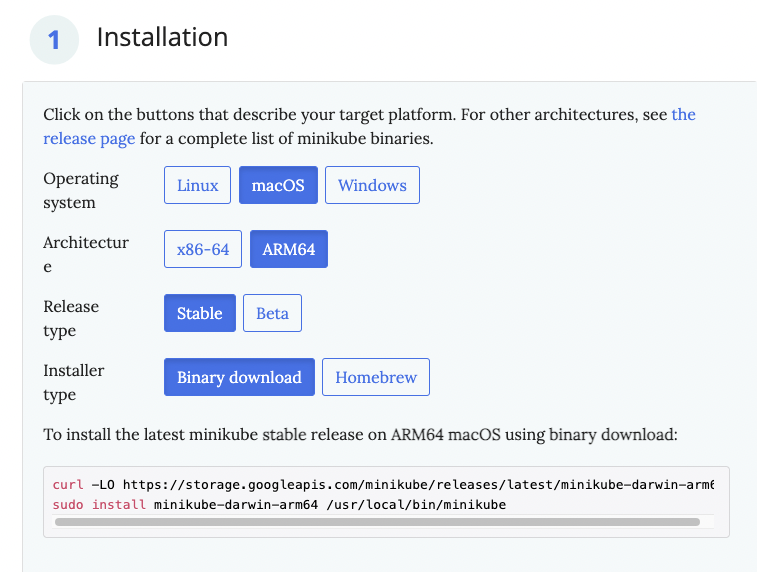 1 Installation
Click on the buttons that describe your target platform. For other architectures, see the
release page for a complete list of minikube binaries.
Operating
system
Linux macOS Windows
Architectur
e
x86-64 ARM64
Release
type
Stable Beta
Installer
type
Binary download Homebrew
To install the latest minikube stable release on ARM64 macOS using binary download:
curl -LO https://storage.googleapis.com/minikube/releases/latest/minikube-darwin-arm6
sudo install minikube-darwin-arm64 /usr/local/bin/minikube